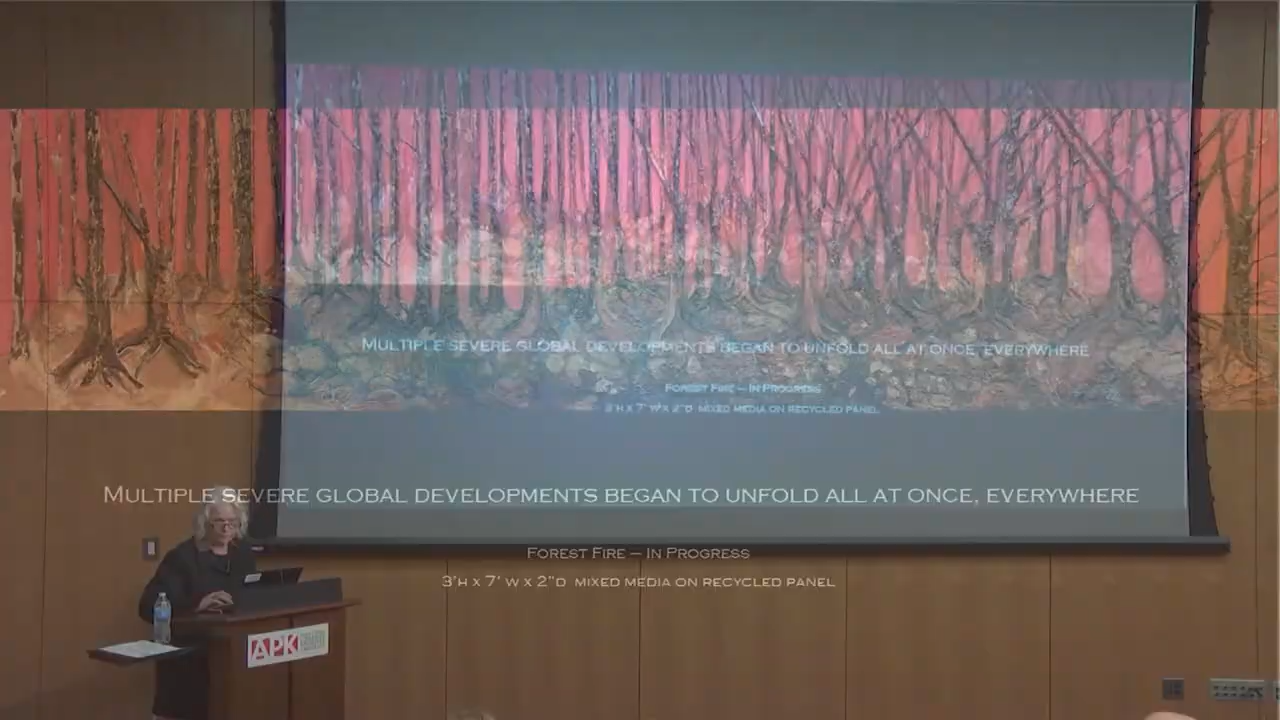 MULTIPLE SEVERE GLOBAL DEVELOPMENTS BEGAN TO UNFOLD ALL AT ONCE, EVERYWHERE
FOREST FIRE – IN PROGRESS
3'H X 7' W X 2"D MIXED MEDIA ON RECYCLED PANEL
MULTIPLE SEVERE GLOBAL DEVELOPMENTS BEGAN TO UNFOLD ALL AT ONCE, EVERYWHERE
FOREST FIRE – IN PROGRESS
3'H X 7' W X 2"D MIXED MEDIA ON RECYCLED PANEL
APK